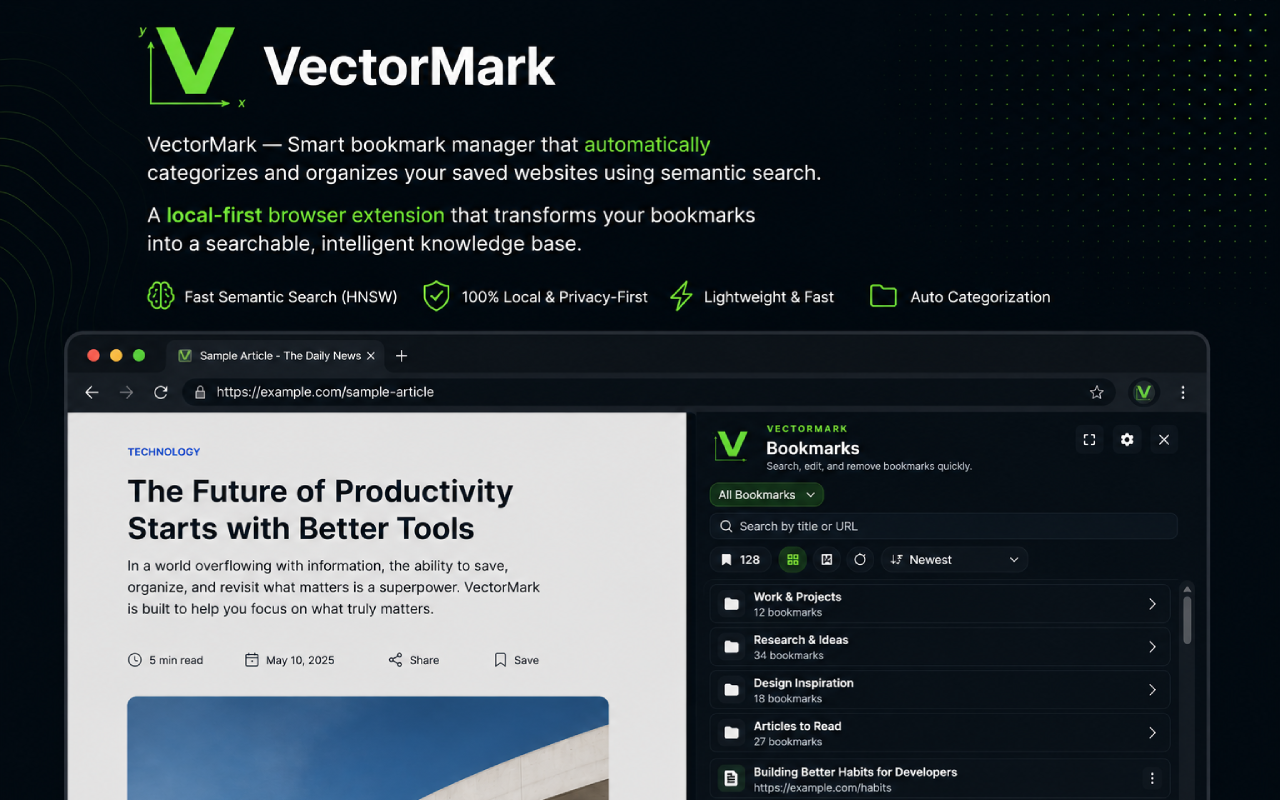 y
x
VectorMark
VectorMark — Smart bookmark manager that automatically
categorizes and organizes your saved websites using semantic search.
A local-first browser extension that transforms your bookmarks
into a searchable, intelligent knowledge base.
Fast Semantic Search (HNSW)
100% Local & Privacy-First
Lightweight & Fast
Auto Categorization
Sample Article - The Daily News
https://example.com/sample-article
TECHNOLOGY
The Future of Productivity
Starts with Better Tools
In a world overflowing with information, the ability to save,
organize, and revisit what matters is a superpower. VectorMark
is built to help you focus on what truly matters.
5 min read
May 10, 2025
Share
Save
VECTORMARK
Bookmarks
Search, edit, and remove bookmarks quickly.
All Bookmarks
Search by title or URL
128
Newest
Work & Projects
12 bookmarks
Research & Ideas
34 bookmarks
Design Inspiration
18 bookmarks
Articles to Read
27 bookmarks
Building Better Habits for Developers
https://example.com/habits